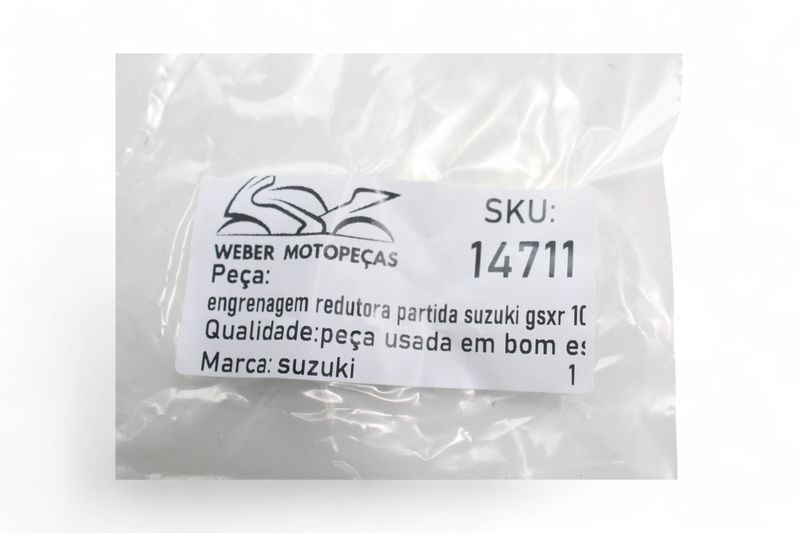 SKU:
14711
WEBER MOTOPEÇAS
Peça:
engrenagem redutora partida suzuki gsxr 10
Qualidade:peça usada em bom es
Marca: suzuki 1